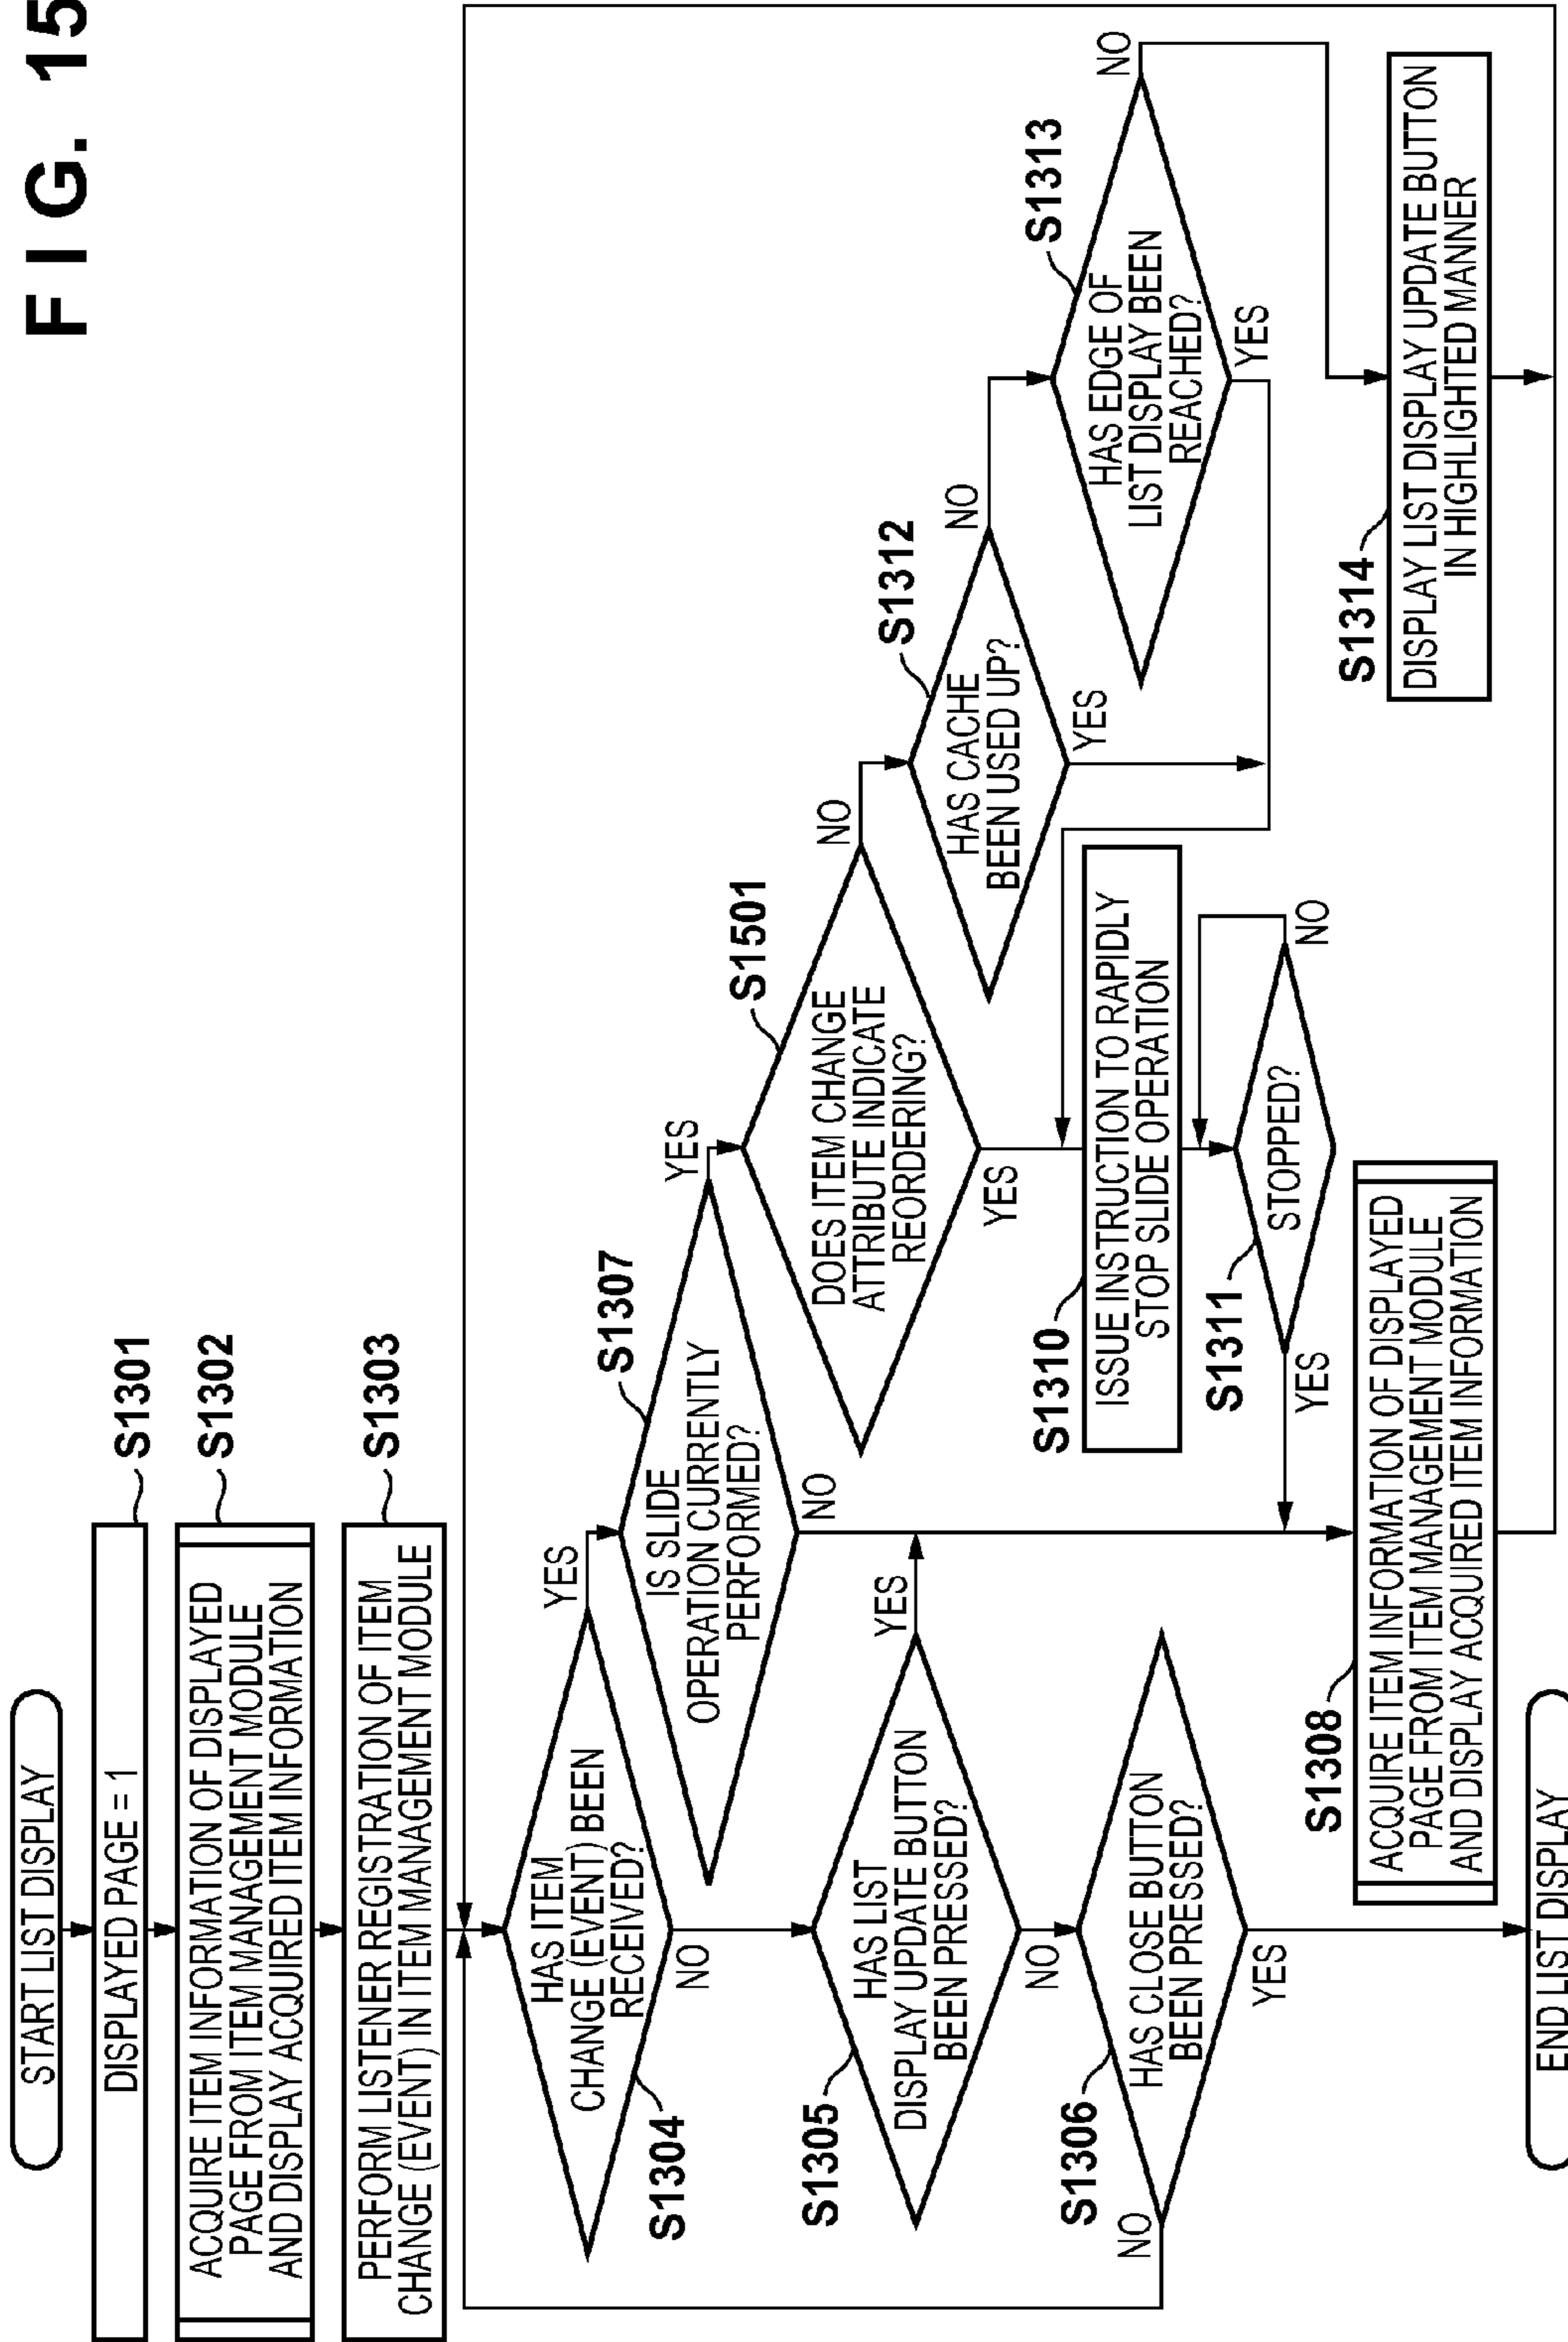 FIG. 15
START LIST DISPLAY
DISPLAYED PAGE = 1
S1301
ACQUIRE ITEM INFORMATION OF DISPLAYED
PAGE FROM ITEM MANAGEMENT MODULE
AND DISPLAY ACQUIRED ITEM INFORMATION
S1302
PERFORM LISTENER REGISTRATION OF ITEM
CHANGE (EVENT) IN ITEM MANAGEMENT MODULE
S1303
HAS ITEM
CHANGE (EVENT) BEEN
RECEIVED?
S1304
YES
NO
IS SLIDE
OPERATION CURRENTLY
PERFORMED?
S1307
YES
NO
DOES ITEM CHANGE
ATTRIBUTE INDICATE
REORDERING?
S1501
NO
YES
HAS CACHE
BEEN USED UP?
S1312
NO
YES
HAS EDGE OF
LIST DISPLAY BEEN
REACHED?
S1313
NO
YES
HAS LIST
DISPLAY UPDATE BUTTON
BEEN PRESSED?
S1305
YES
NO
ISSUE INSTRUCTION TO RAPIDLY
STOP SLIDE OPERATION
S1310
STOPPED?
S1311
NO
YES
HAS CLOSE BUTTON
BEEN PRESSED?
S1306
NO
YES
S1308
ACQUIRE ITEM INFORMATION OF DISPLAYED
PAGE FROM ITEM MANAGEMENT MODULE
AND DISPLAY ACQUIRED ITEM INFORMATION
S1314
DISPLAY LIST DISPLAY UPDATE BUTTON
IN HIGHLIGHTED MANNER
END LIST DISPLAY